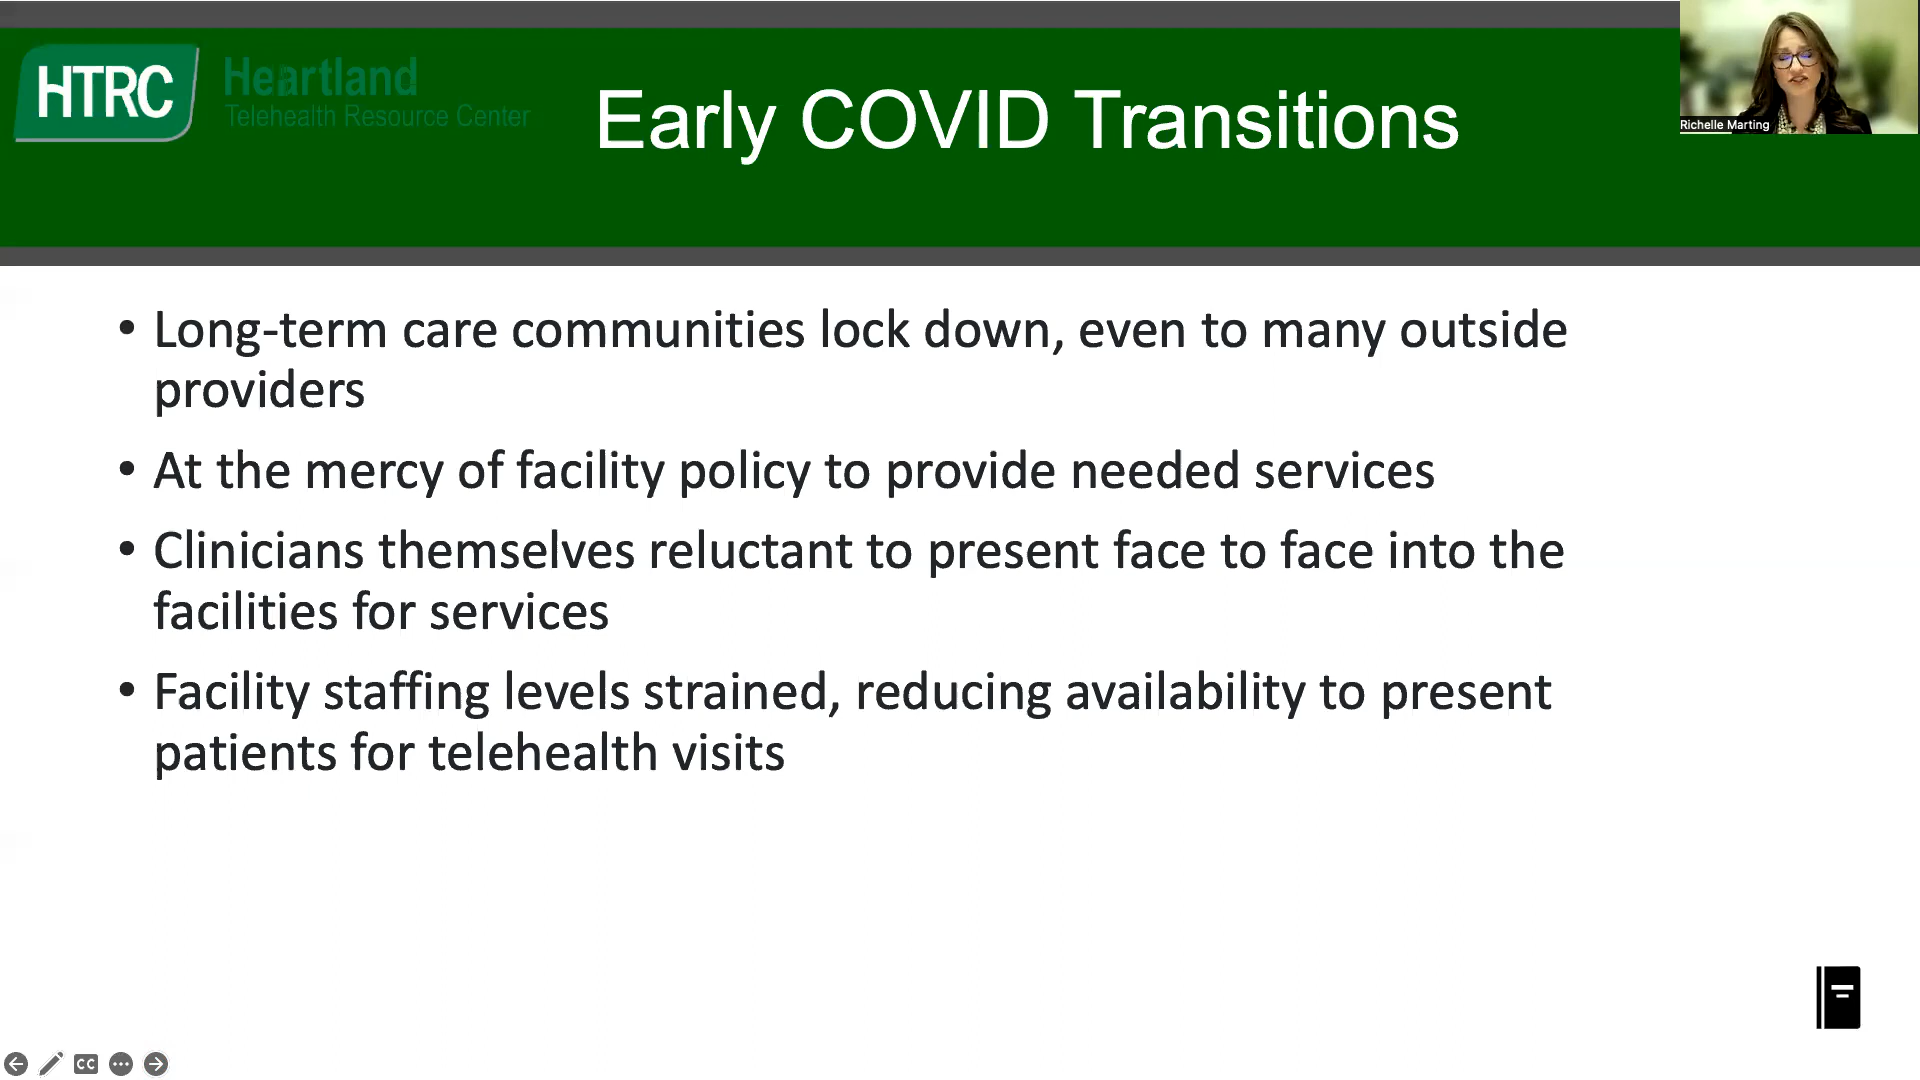 HTRC
Heartland
Telehealth Resource Center
Early COVID Transitions
Richelle Marting
• Long-term care communities lock down, even to many outside
providers
• At the mercy of facility policy to provide needed services
• Clinicians themselves reluctant to present face to face into the
facilities for services
• Facility staffing levels strained, reducing availability to present
patients for telehealth visits
CC